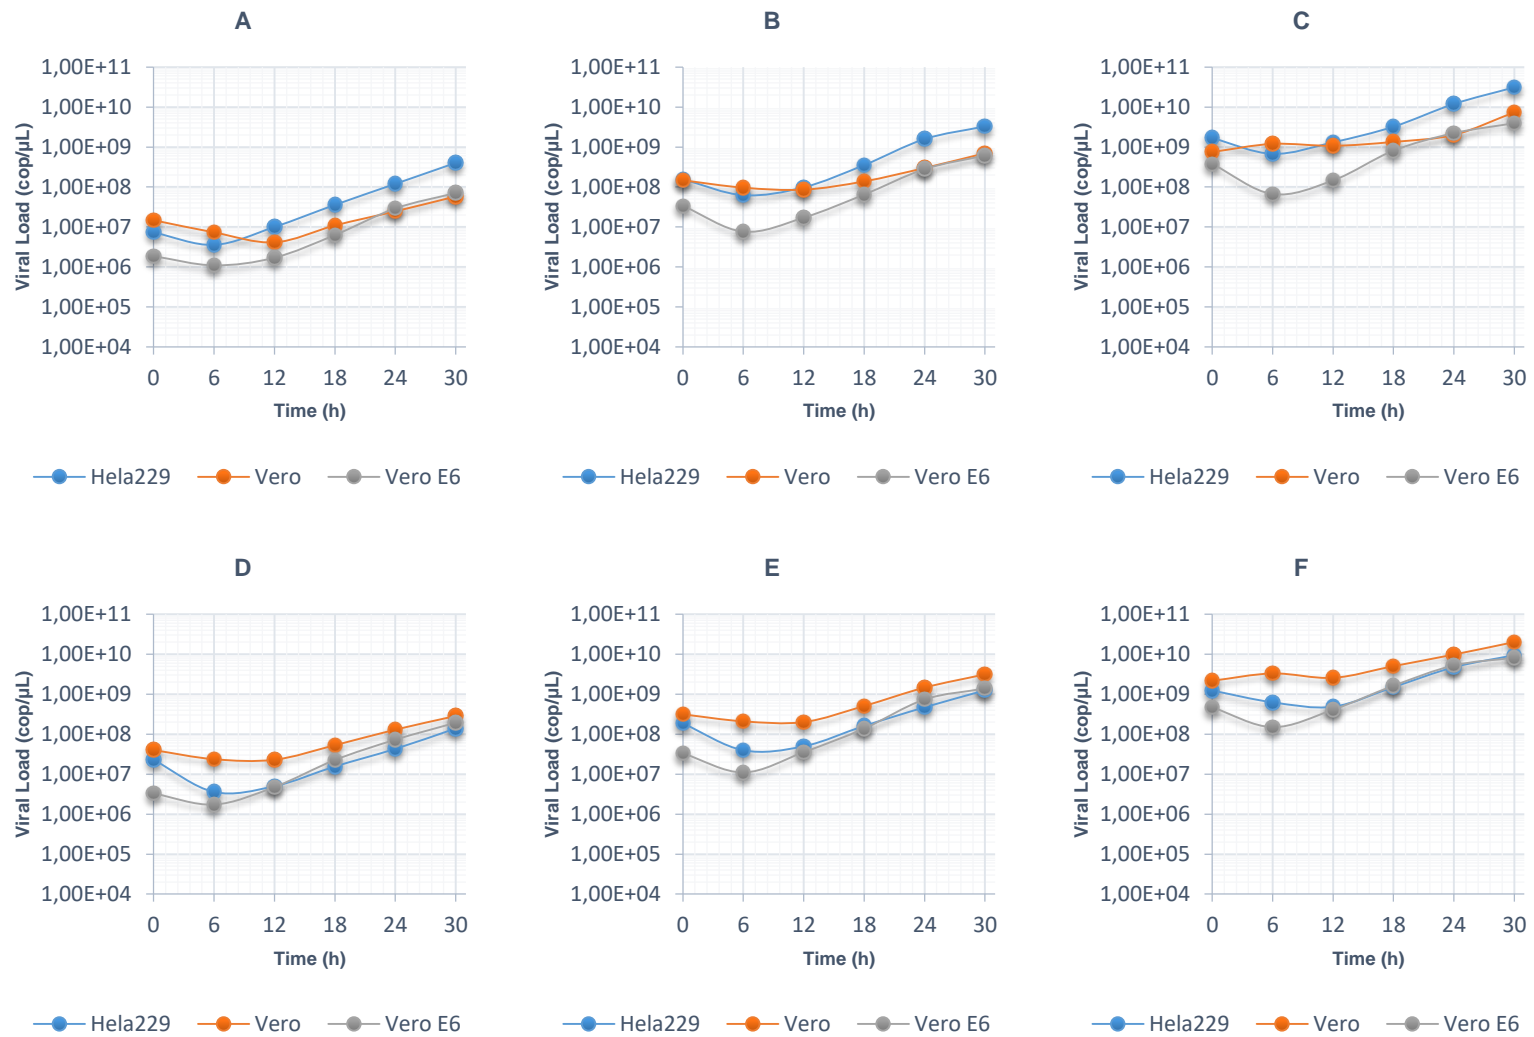 A
1,00E+11
1,00E+10
1,00E+09
1,00E+08
1,00E+07
1,00E+06
1,00E+05
1,00E+04
Viral Load (cop/µL)
0 6 12 18 24 30
Time (h)
Hela229 Vero Vero E6
B
1,00E+11
1,00E+10
1,00E+09
1,00E+08
1,00E+07
1,00E+06
1,00E+05
1,00E+04
Viral Load (cop/µL)
0 6 12 18 24 30
Time (h)
Hela229 Vero Vero E6
C
1,00E+11
1,00E+10
1,00E+09
1,00E+08
1,00E+07
1,00E+06
1,00E+05
1,00E+04
Viral Load (cop/µL)
0 6 12 18 24 30
Time (h)
Hela229 Vero Vero E6
D
1,00E+11
1,00E+10
1,00E+09
1,00E+08
1,00E+07
1,00E+06
1,00E+05
1,00E+04
Viral Load (cop/µL)
0 6 12 18 24 30
Time (h)
Hela229 Vero Vero E6
E
1,00E+11
1,00E+10
1,00E+09
1,00E+08
1,00E+07
1,00E+06
1,00E+05
1,00E+04
Viral Load (cop/µL)
0 6 12 18 24 30
Time (h)
Hela229 Vero Vero E6
F
1,00E+11
1,00E+10
1,00E+09
1,00E+08
1,00E+07
1,00E+06
1,00E+05
1,00E+04
Viral Load (cop/µL)
0 6 12 18 24 30
Time (h)
Hela229 Vero Vero E6